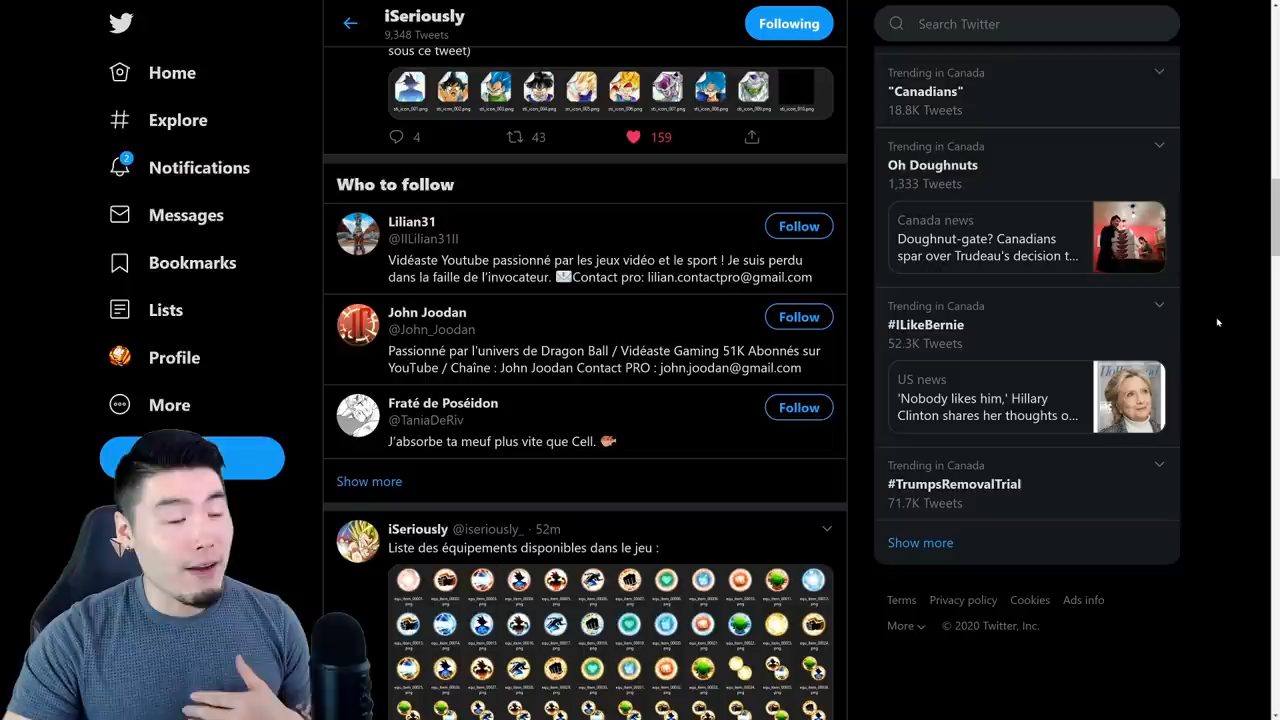 iSeriously
9,348 Tweets
Following
sous ce tweet)
4
43
159
Who to follow
Lilian31
@IlLilian31Il
Follow
Vidéaste Youtube passionné par les jeux vidéo et le sport ! Je suis perdu
dans la faille de l'invocateur. Contact pro: lilian.contactpro@gmail.com
John Joodan
@John_Joodan
Follow
Passionné par l'univers de Dragon Ball / Vidéaste Gaming 51K Abonnés sur
YouTube / Chaine : John Joodan Contact PRO : john.joodan@gmail.com
Fraté de Poséidon
@TaniaDeRiv
Follow
J'absorbe ta meuf plus vite que Cell.
Show more
iSeriously @iseriously_ · 52m
Liste des équipements disponibles dans le jeu :
Home
Explore
2
Notifications
Messages
Bookmarks
Lists
Profile
More
Search Twitter
Trending in Canada
"Canadians"
18.8K Tweets
Trending in Canada
Oh Doughnuts
1,333 Tweets
Canada news
Doughnut-gate? Canadians
spar over Trudeau's decision t...
Trending in Canada
#ILikeBernie
52.3K Tweets
US news
'Nobody likes him,' Hillary
Clinton shares her thoughts o...
Trending in Canada
#TrumpsRemovalTrial
71.7K Tweets
Show more
Terms Privacy policy Cookies Ads info
More © 2020 Twitter, Inc.